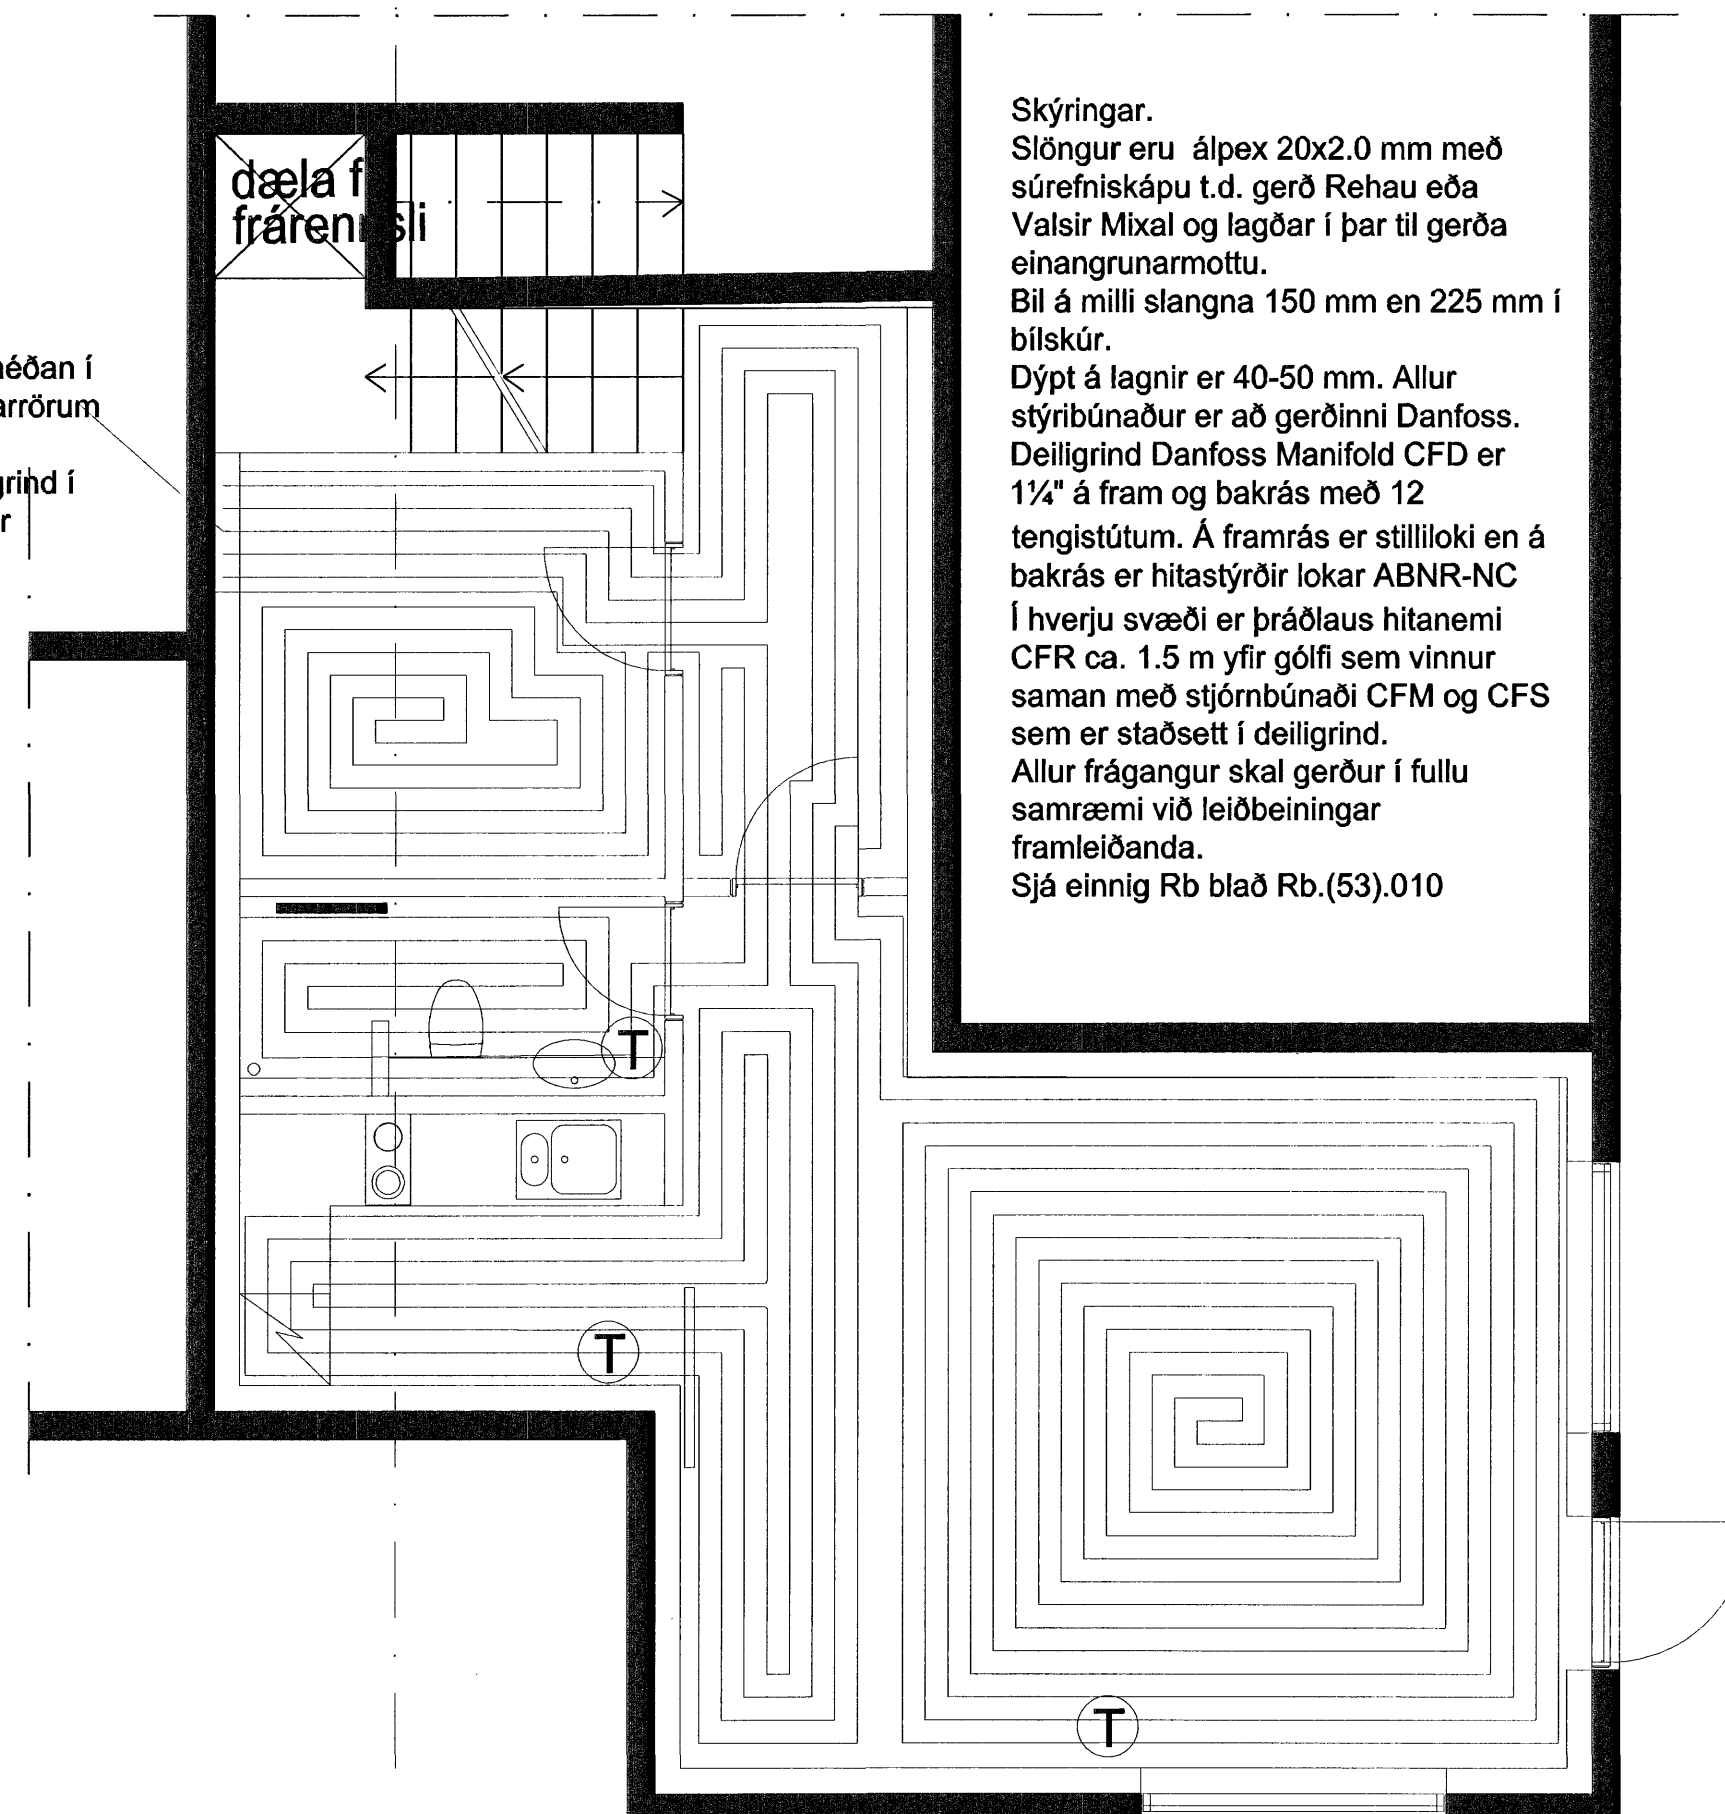 dæla f
frárennsli
héðan í
arrörum
grind í
r
Skýringar.
Slöngur eru álpex 20x2.0 mm með
súrefniskápu t.d. gerð Rehau eða
Valsir Mixal og lagðar í þar til gerða
einangrunarmottu.
Bil á milli slangna 150 mm en 225 mm í
bílskúr.
Dýpt á lagnir er 40-50 mm. Allur
stýribúnaður er að gerðinni Danfoss.
Deiligrind Danfoss Manifold CFD er
1¼" á fram og bakrás með 12
tengistútum. Á framrás er stilliloki en á
bakrás er hitastýrðir lokar ABNR-NC
Í hverju svæði er þráðlaus hitanemi
CFR ca. 1.5 m yfir gólfi sem vinnur
saman með stjórnbúnaði CFM og CFS
sem er staðsett í deiligrind.
Allur frágangur skal gerður í fullu
samræmi við leiðbeiningar
framleiðanda.
Sjá einnig Rb blað Rb.(53).010
T
T
T